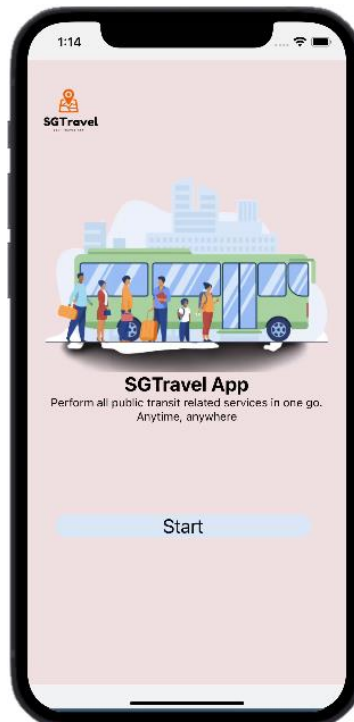 1:14
SGTravel
SGTravel App
Perform all public transit related services in one go.
Anytime, anywhere
Start